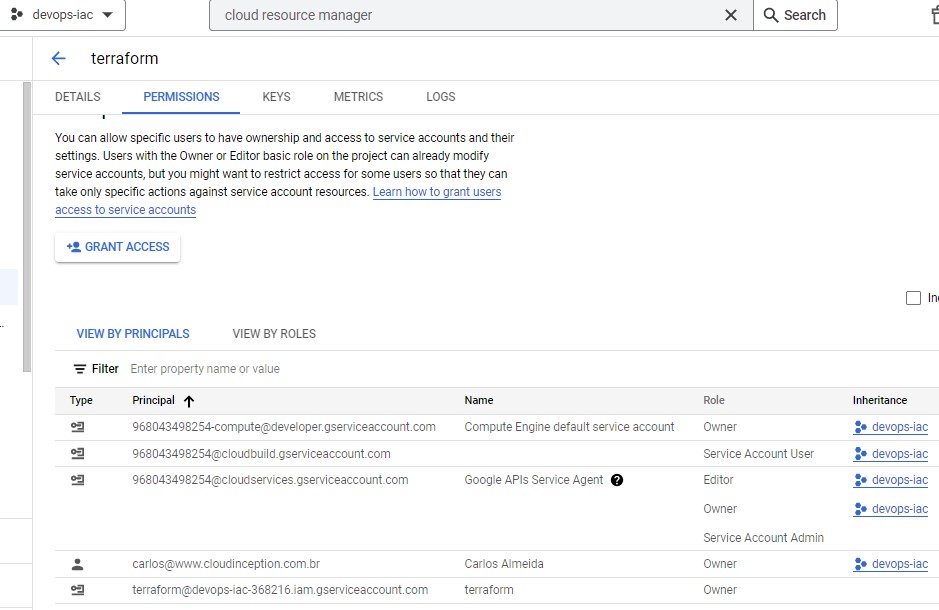 devops-iac
cloud resource manager
Search
terraform
DETAILS
PERMISSIONS
KEYS
METRICS
LOGS
You can allow specific users to have ownership and access to service accounts and their
settings. Users with the Owner or Editor basic role on the project can already modify
service accounts, but you might want to restrict access for some users so that they can
take only specific actions against service account resources. Learn how to grant users
access to service accounts
GRANT ACCESS
VIEW BY PRINCIPALS
VIEW BY ROLES
Filter Enter property name or value
Type Principal Name Role Inheritance
968043498254-compute@developer.gserviceaccount.com Compute Engine default service account Owner devops-iac
968043498254@cloudbuild.gserviceaccount.com Service Account User devops-iac
968043498254@cloudservices.gserviceaccount.com Google APIs Service Agent ? Editor devops-iac
Owner devops-iac
Service Account Admin
carlos@www.cloudinception.com.br Carlos Almeida Owner devops-iac
terraform@devops-iac-368216.iam.gserviceaccount.com terraform Owner